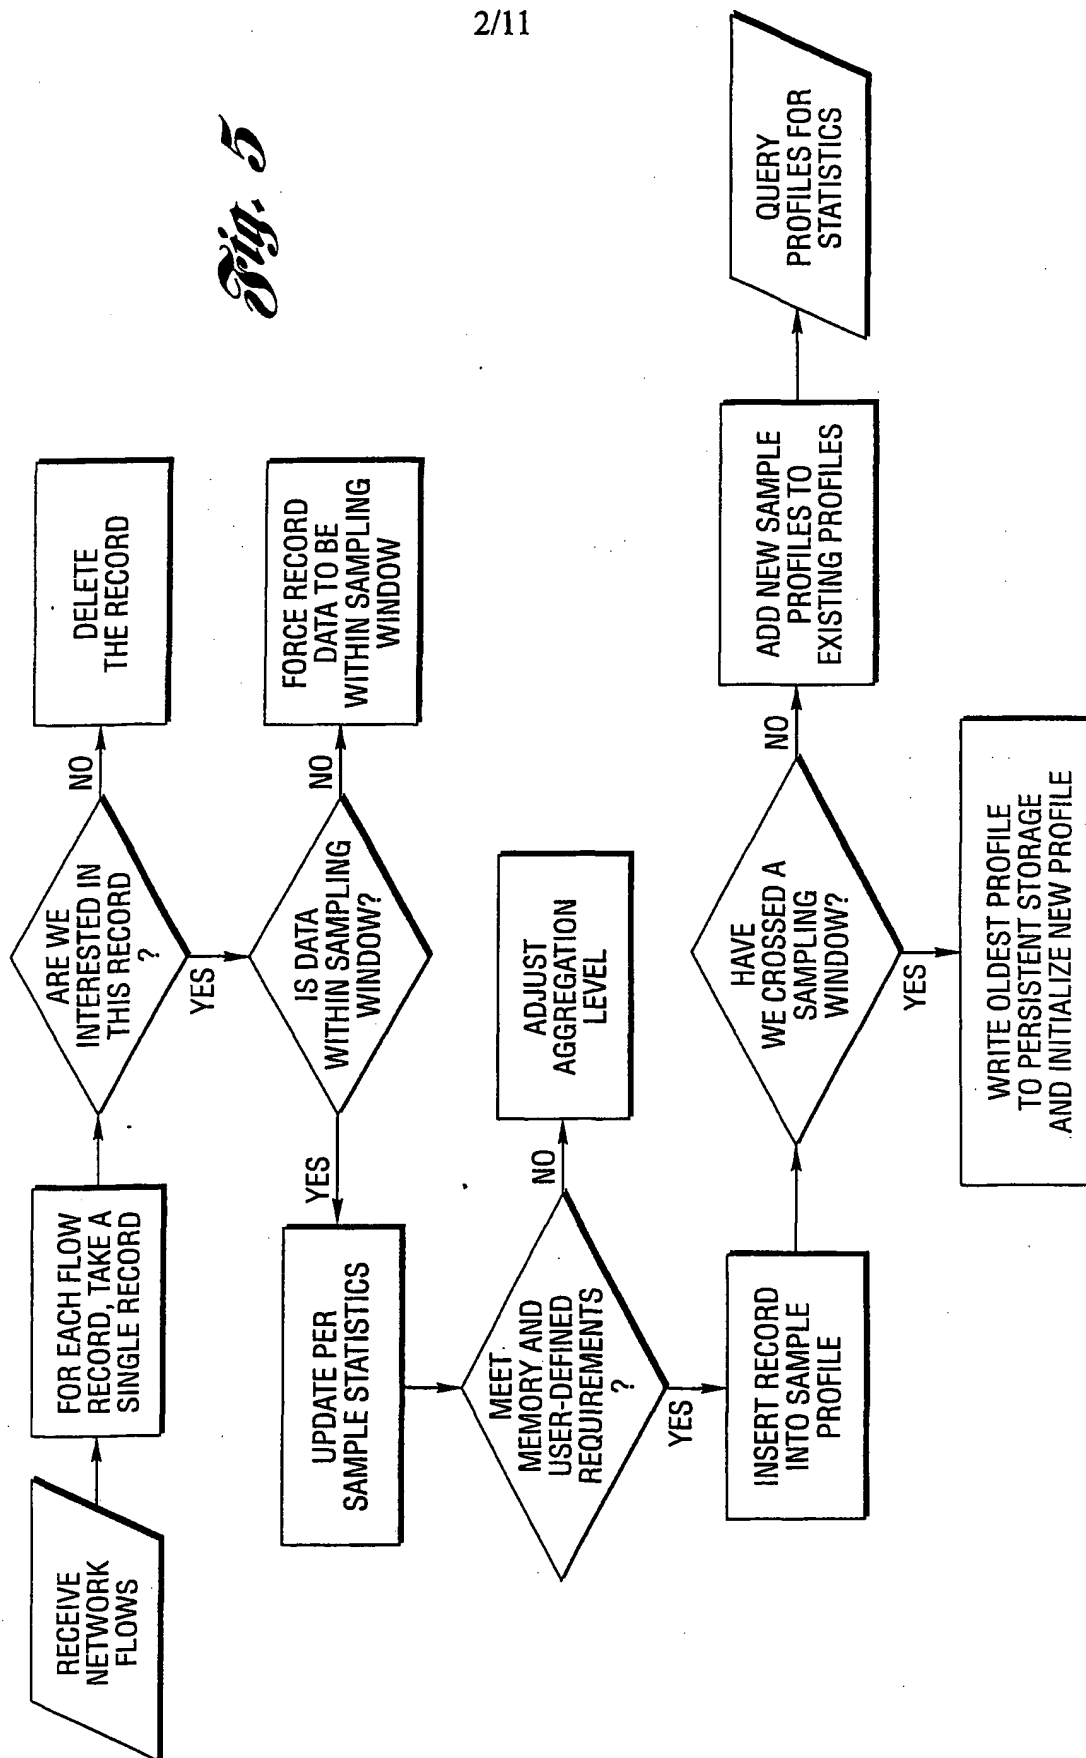 2/11
Fig. 5
RECEIVE
NETWORK
FLOWS
FOR EACH FLOW
RECORD, TAKE A
SINGLE RECORD
ARE WE
INTERESTED IN
THIS RECORD
?
NO
DELETE
THE RECORD
YES
IS DATA
WITHIN SAMPLING
WINDOW?
NO
FORCE RECORD
DATA TO BE
WITHIN SAMPLING
WINDOW
YES
UPDATE PER
SAMPLE STATISTICS
MEET
MEMORY AND
USER-DEFINED
REQUIREMENTS
?
NO
ADJUST
AGGREGATION
LEVEL
YES
INSERT RECORD
INTO SAMPLE
PROFILE
HAVE
WE CROSSED A
SAMPLING
WINDOW?
NO
ADD NEW SAMPLE
PROFILES TO
EXISTING PROFILES
QUERY
PROFILES FOR
STATISTICS
YES
WRITE OLDEST PROFILE
TO PERSISTENT STORAGE
AND INITIALIZE NEW PROFILE